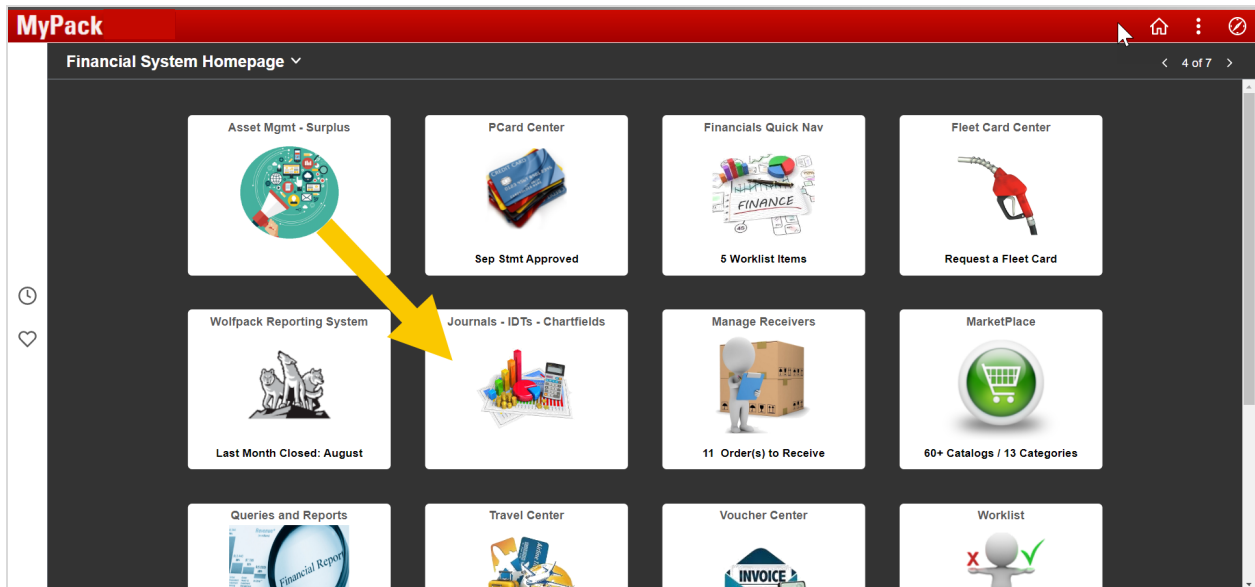 MyPack
Financial System Homepage
4 of 7
Asset Mgmt - Surplus
PCard Center
CREDIT CARD
Sep Stmt Approved
Financials Quick Nav
FINANCE
5 Worklist Items
Fleet Card Center
Request a Fleet Card
Wolfpack Reporting System
Last Month Closed: August
Journals - IDTs - Chartfields
Manage Receivers
11 Order(s) to Receive
MarketPlace
60+ Catalogs / 13 Categories
Queries and Reports
Financial Report
Travel Center
Voucher Center
INVOICE
Worklist